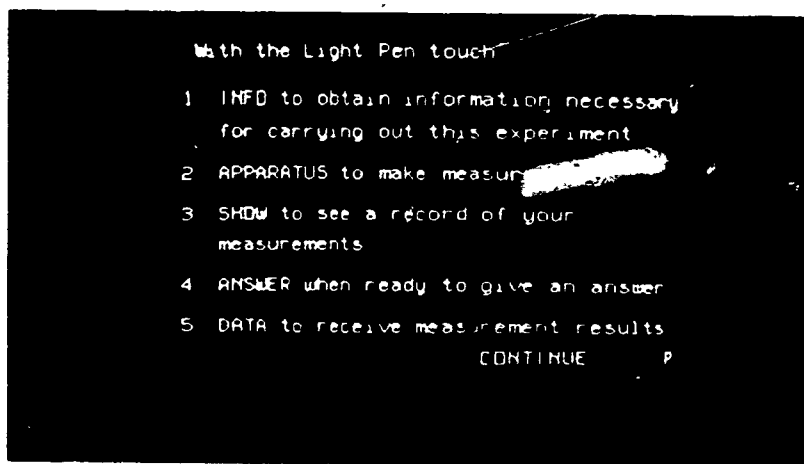 With the Light Pen touch
1 INFO to obtain information necessary
for carrying out this experiment
2 APPARATUS to make
3 SHOW to see a record of your
measurements
4 ANSWER when ready to give an answer
5 DATA to receive measurement results
CONTINUE P